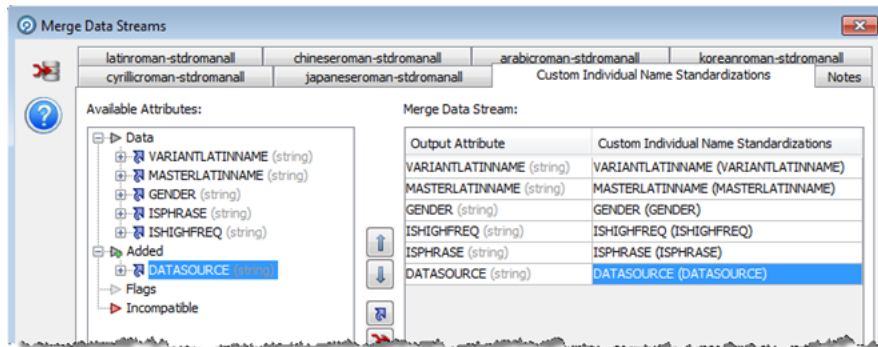 Merge Data Streams
latinroman-stdromanall chineseroman-stdromanall arabicroman-stdromanall koreanroman-stdromanall
cyrillicroman-stdromanall japaneseroman-stdromanall Custom Individual Name Standardizations Notes
Available Attributes:
Data
VARIANTLATINNAME (string)
MASTERLATINNAME (string)
GENDER (string)
ISPHRASE (string)
ISHIGHFREQ (string)
Added
DATASOURCE (string)
Flags
Incompatible
Merge Data Stream:
Output Attribute Custom Individual Name Standardizations
VARIANTLATINNAME (string) VARIANTLATINNAME (VARIANTLATINNAME)
MASTERLATINNAME (string) MASTERLATINNAME (MASTERLATINNAME)
GENDER (string) GENDER (GENDER)
ISHIGHFREQ (string) ISHIGHFREQ (ISHIGHFREQ)
ISPHRASE (string) ISPHRASE (ISPHRASE)
DATASOURCE (string) DATASOURCE (DATASOURCE)